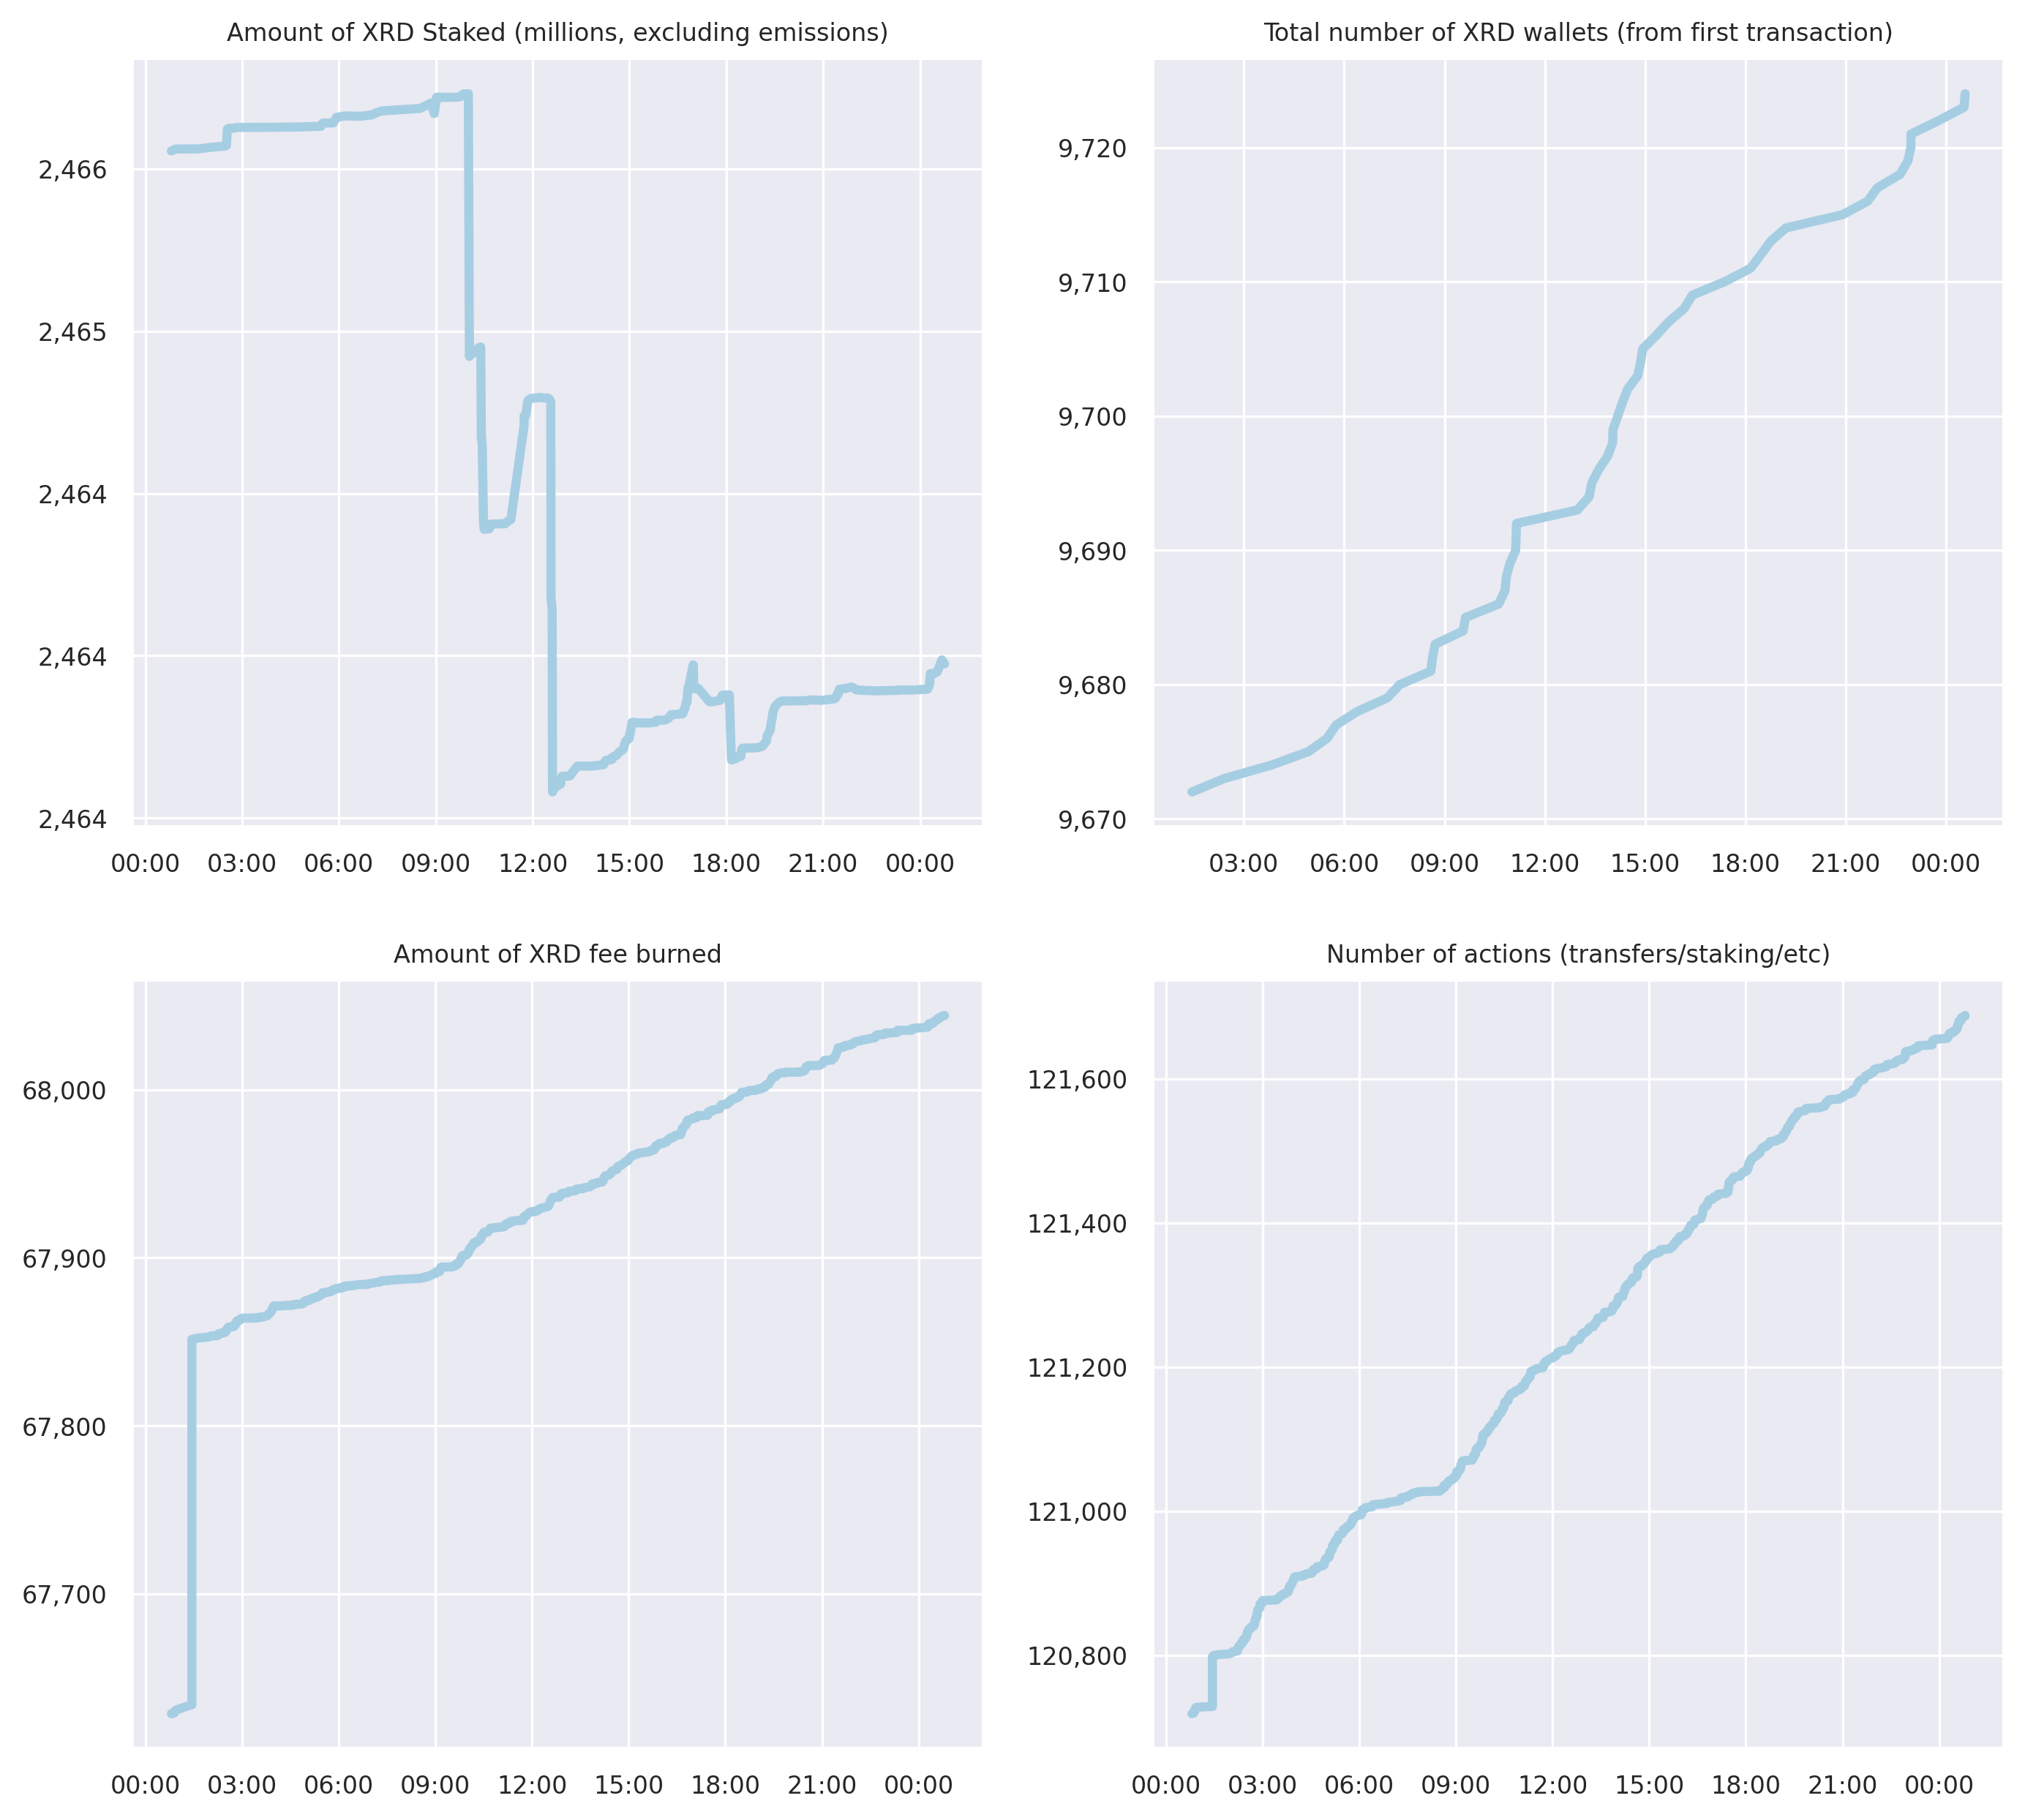 Amount of XRD Staked (millions, excluding emissions)
2,466
2,465
2,464
2,464
2,464
00:00 03:00 06:00 09:00 12:00 15:00 18:00 21:00 00:00
Total number of XRD wallets (from first transaction)
9,720
9,710
9,700
9,690
9,680
9,670
03:00 06:00 09:00 12:00 15:00 18:00 21:00 00:00
Amount of XRD fee burned
68,000
67,900
67,800
67,700
00:00 03:00 06:00 09:00 12:00 15:00 18:00 21:00 00:00
Number of actions (transfers/staking/etc)
121,600
121,400
121,200
121,000
120,800
00:00 03:00 06:00 09:00 12:00 15:00 18:00 21:00 00:00